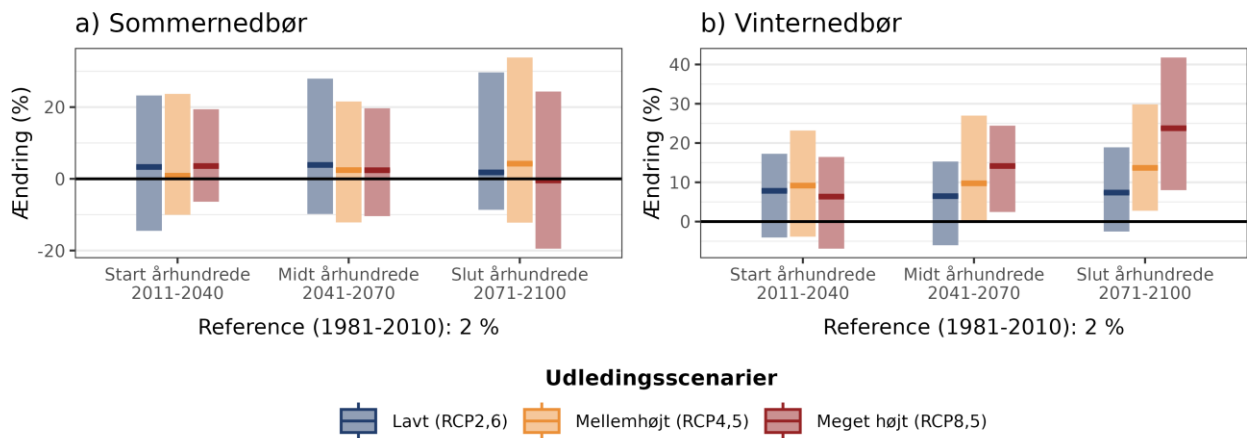 a) Sommernedbør
Ændring (%)
20
0
-20
Start århundrede
2011-2040
Midt århundrede
2041-2070
Slut århundrede
2071-2100
Reference (1981-2010): 2 %
b) Vinternedbør
Ændring (%)
40
30
20
10
0
Start århundrede
2011-2040
Midt århundrede
2041-2070
Slut århundrede
2071-2100
Reference (1981-2010): 2 %
Udledingsscenarier
Lavt (RCP2,6)
Mellemhøjt (RCP4,5)
Meget højt (RCP8,5)